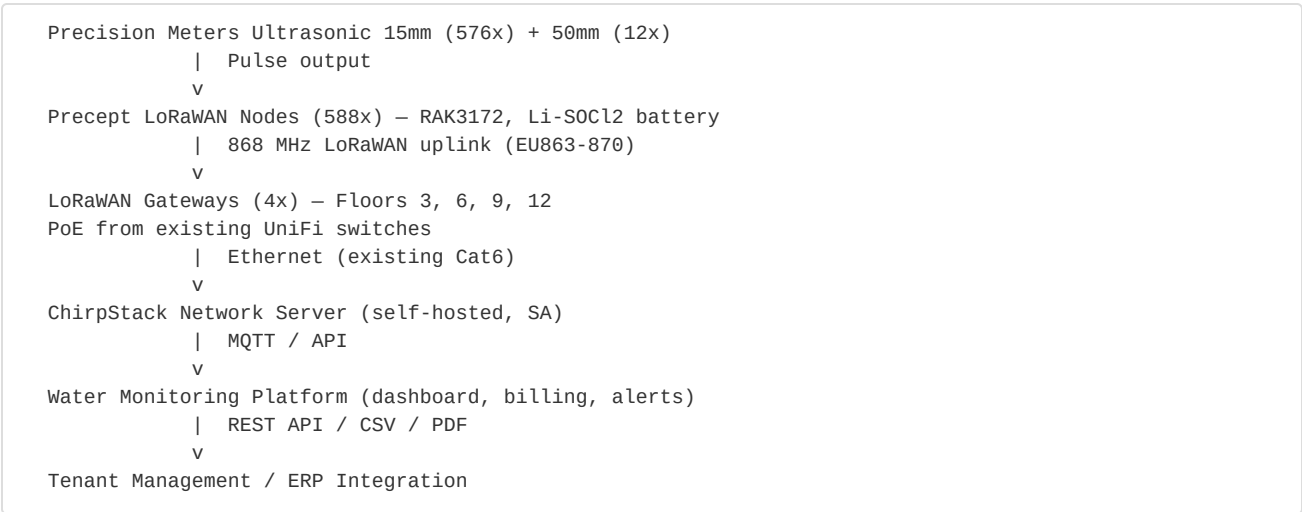 Precision Meters Ultrasonic 15mm (576x) + 50mm (12x)
            |  Pulse output
            v
Precept LoRaWAN Nodes (588x) — RAK3172, Li-SOCl2 battery
            |  868 MHz LoRaWAN uplink (EU863-870)
            v
LoRaWAN Gateways (4x) — Floors 3, 6, 9, 12
PoE from existing UniFi switches
            |  Ethernet (existing Cat6)
            v
ChirpStack Network Server (self-hosted, SA)
            |  MQTT / API
            v
Water Monitoring Platform (dashboard, billing, alerts)
            |  REST API / CSV / PDF
            v
Tenant Management / ERP Integration